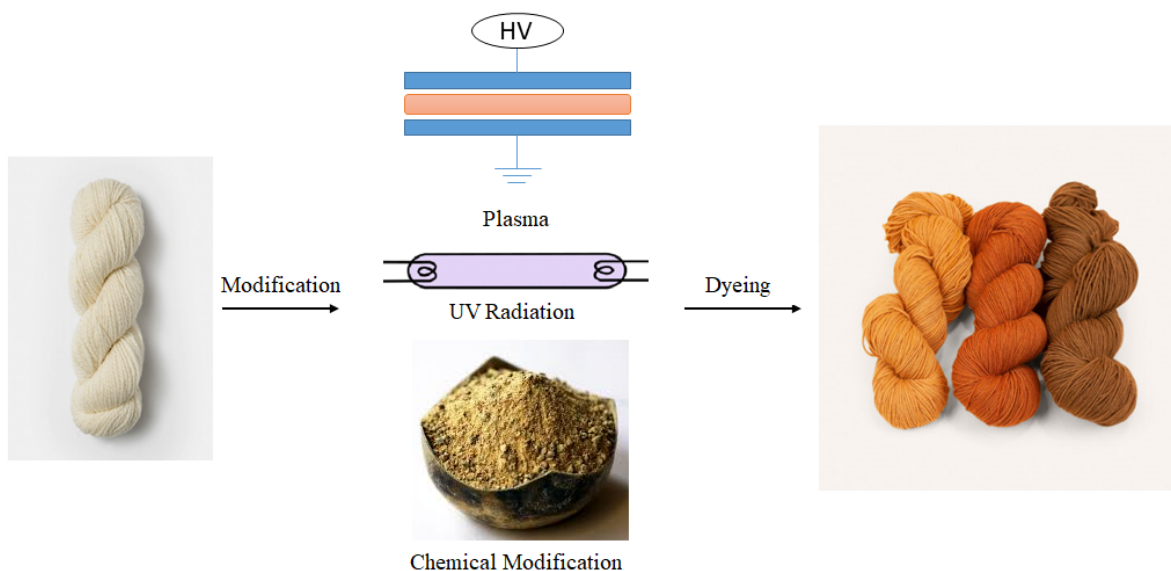 HV
Plasma
Modification
UV Radiation
Dyeing
Chemical Modification